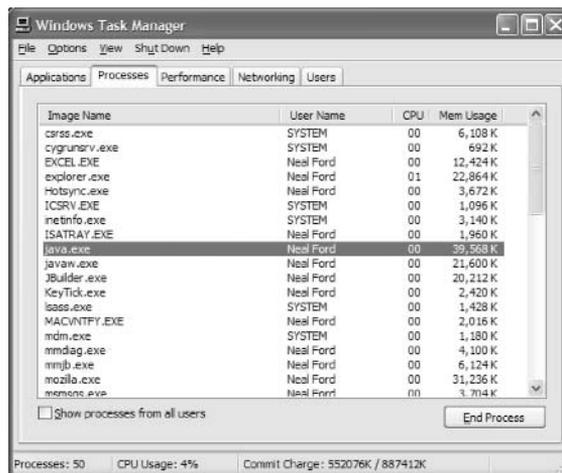 Windows Task Manager
File Options View Shut Down Help
Applications Processes Performance Networking Users
Image Name User Name CPU Mem Usage
csrss.exe SYSTEM 00 6,108 K
cygrunsrv.exe SYSTEM 00 692 K
EXCEL.EXE Neal Ford 00 12,424 K
explorer.exe Neal Ford 01 22,864 K
Hotsync.exe Neal Ford 00 3,672 K
ICSRV.EXE SYSTEM 00 1,096 K
inetinfo.exe SYSTEM 00 3,140 K
ISATRAY.EXE Neal Ford 00 1,960 K
java.exe Neal Ford 00 39,568 K
javaw.exe Neal Ford 00 21,600 K
JBuilder.exe Neal Ford 00 20,212 K
KeyTick.exe Neal Ford 00 2,420 K
lsass.exe SYSTEM 00 1,428 K
MACVNTFY.EXE Neal Ford 00 2,016 K
mdm.exe SYSTEM 00 1,180 K
mmdiag.exe Neal Ford 00 4,100 K
mmjb.exe Neal Ford 00 6,124 K
mozilla.exe Neal Ford 00 31,236 K
msmsgs.exe Neal Ford 00 3,704 K
Show processes from all users
End Process
Processes: 50 CPU Usage: 4% Commit Charge: 552076K / 887412K